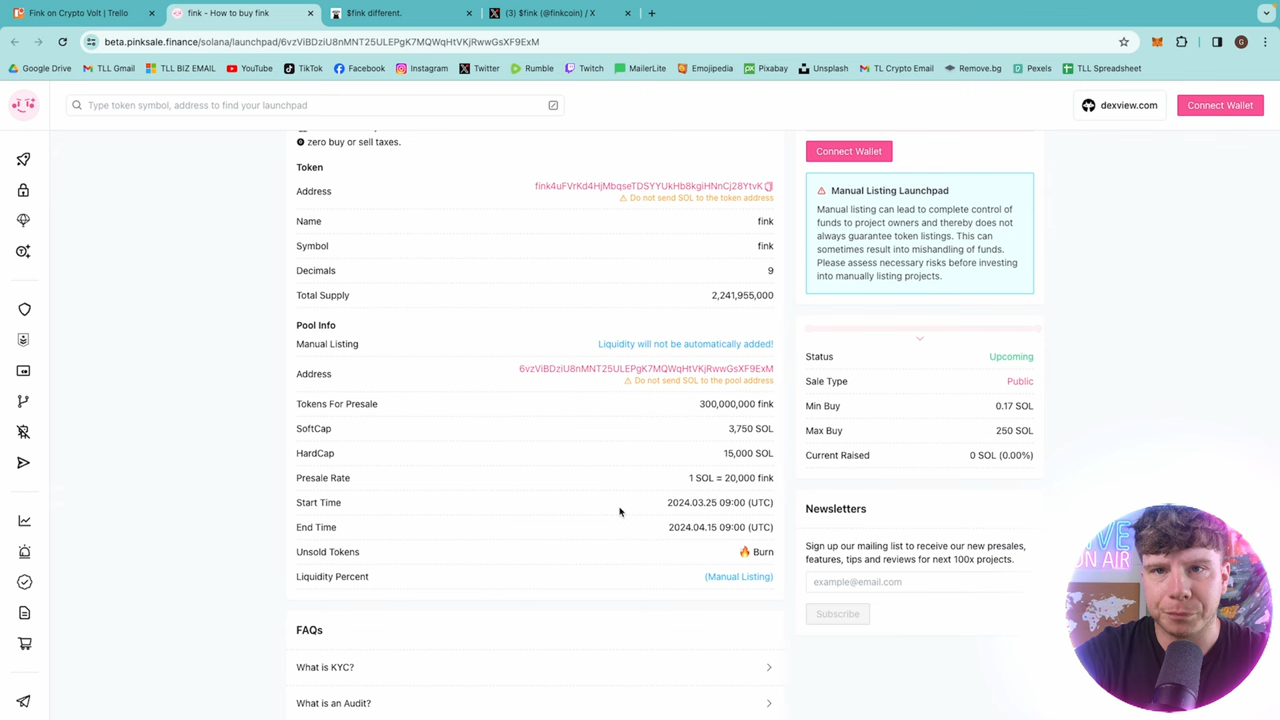 Fink on Crypto Volt | Trello
fink - How to buy fink
$fink different.
(3) $fink (@finkcoin) / X
beta.pinksale.finance/solana/launchpad/6vzViBDziU8nMNT25ULEPgK7MQWqHtVKjRwwGsXF9ExM
G
Google Drive
TLL Gmail
TLL BIZ EMAIL
YouTube
TikTok
Facebook
Instagram
Twitter
Rumble
Twitch
MailerLite
Emojipedia
Pixabay
Unsplash
TL Crypto Email
Remove.bg
Pexels
TLL Spreadsheet
Type token symbol, address to find your launchpad
dexview.com
Connect Wallet
zero buy or sell taxes.
Token
Address
fink4uFVrKd4HjMbqseTDSYYUkHb8kgiHNnCj28YtvK
Do not send SOL to the token address
Name
fink
Symbol
fink
Decimals
9
Total Supply
2,241,955,000
Pool Info
Manual Listing
Liquidity will not be automatically added!
Address
6vzViBDziU8nMNT25ULEPgK7MQWqHtVKjRwwGsXF9ExM
Do not send SOL to the pool address
Tokens For Presale
300,000,000 fink
SoftCap
3,750 SOL
HardCap
15,000 SOL
Presale Rate
1 SOL = 20,000 fink
Start Time
2024.03.25 09:00 (UTC)
End Time
2024.04.15 09:00 (UTC)
Unsold Tokens
🔥 Burn
Liquidity Percent
(Manual Listing)
FAQs
What is KYC?
What is an Audit?
Connect Wallet
Manual Listing Launchpad
Manual listing can lead to complete control of
funds to project owners and thereby does not
always guarantee token listings. This can
sometimes result into mishandling of funds.
Please assess necessary risks before investing
into manually listing projects.
Status
Upcoming
Sale Type
Public
Min Buy
0.17 SOL
Max Buy
250 SOL
Current Raised
0 SOL (0.00%)
Newsletters
Sign up our mailing list to receive our new presales,
features, tips and reviews for next 100x projects.
example@email.com
Subscribe
ON AIR